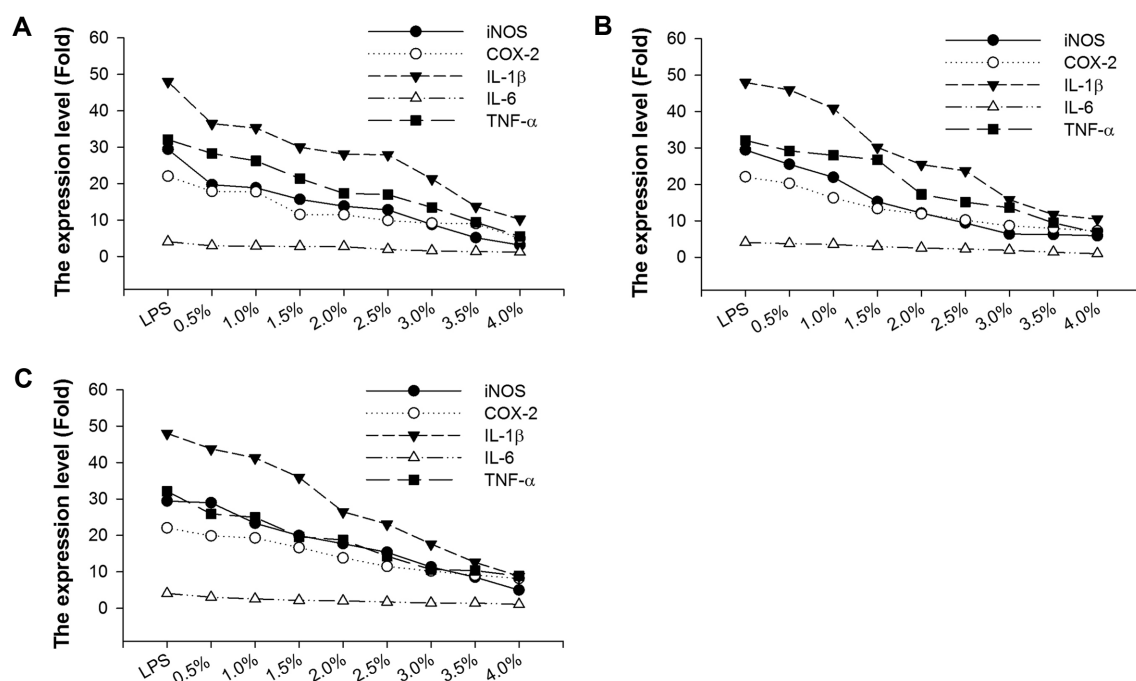 A
The expression level (Fold)
60
50
40
30
20
10
0
iNOS
COX-2
IL-1β
IL-6
TNF-α
LPS
0.5%
1.0%
1.5%
2.0%
2.5%
3.0%
3.5%
4.0%
B
The expression level (Fold)
60
50
40
30
20
10
0
iNOS
COX-2
IL-1β
IL-6
TNF-α
LPS
0.5%
1.0%
1.5%
2.0%
2.5%
3.0%
3.5%
4.0%
C
The expression level (Fold)
60
50
40
30
20
10
0
iNOS
COX-2
IL-1β
IL-6
TNF-α
LPS
0.5%
1.0%
1.5%
2.0%
2.5%
3.0%
3.5%
4.0%